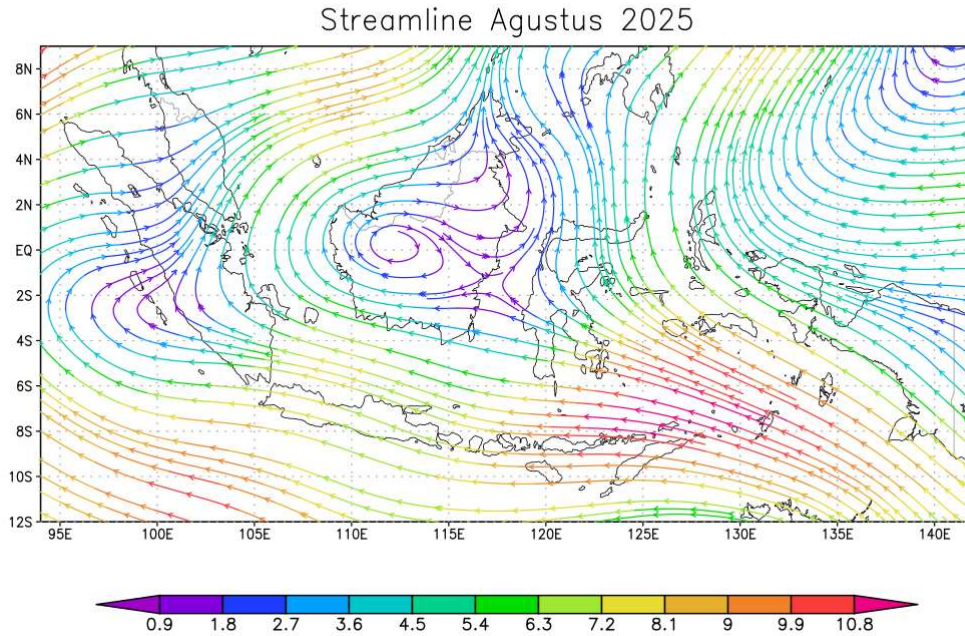 Streamline Agustus 2025
8N
6N
4N
2N
EQ
2S
4S
6S
8S
10S
12S
95E 100E 105E 110E 115E 120E 125E 130E 135E 140E
0.9 1.8 2.7 3.6 4.5 5.4 6.3 7.2 8.1 9 9.9 10.8